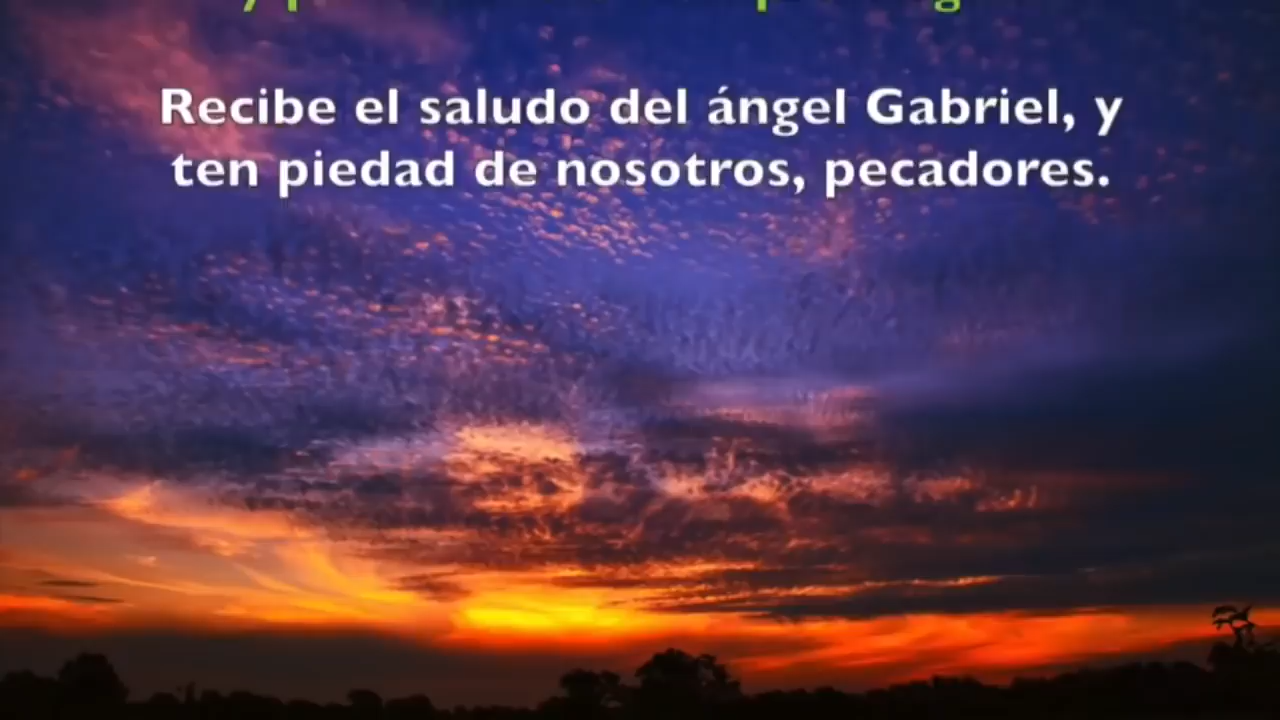 Recibe el saludo del ángel Gabriel, y
ten piedad de nosotros, pecadores.